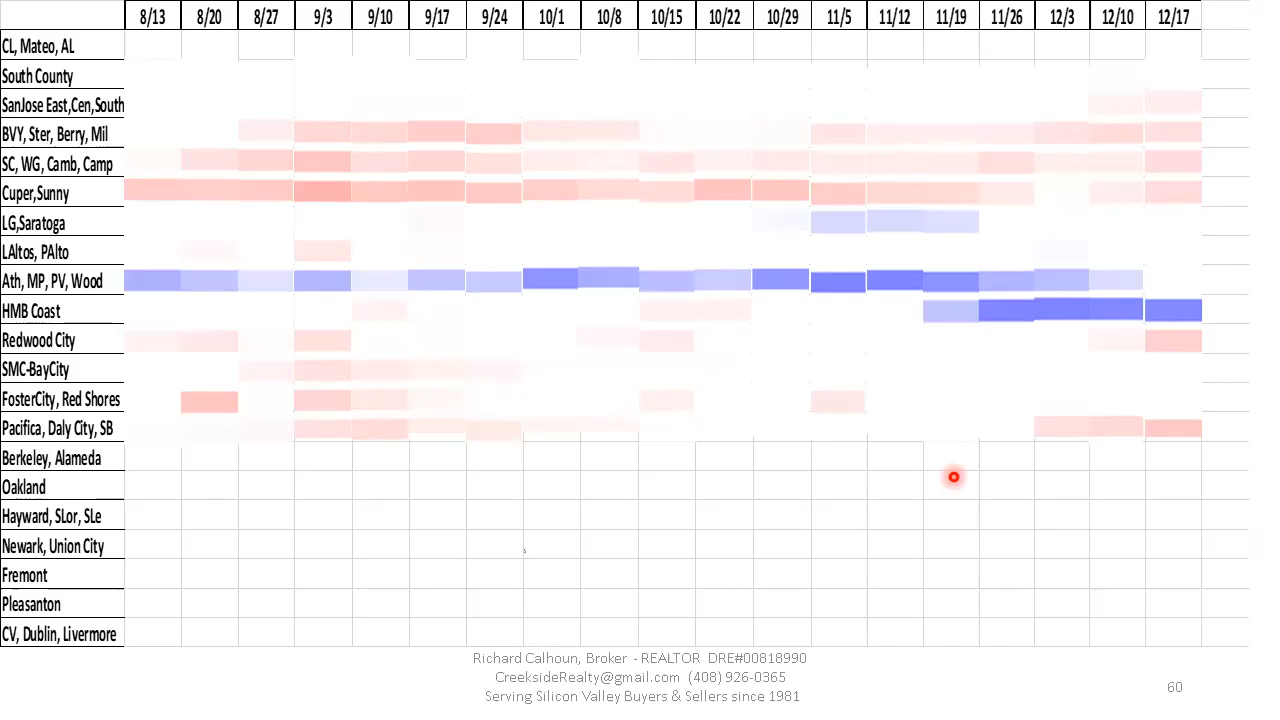 8/13 8/20 8/27 9/3 9/10 9/17 9/24 10/1 10/8 10/15 10/22 10/29 11/5 11/12 11/19 11/26 12/3 12/10 12/17
CL, Mateo, AL
South County
SanJose East,Cen,South
BVY, Ster, Berry, Mil
SC, WG, Camb, Camp
Cuper,Sunny
LG,Saratoga
LAltos, PAlto
Ath, MP, PV, Wood
HMB Coast
Redwood City
SMC-BayCity
FosterCity, Red Shores
Pacifica, Daly City, SB
Berkeley, Alameda
Oakland
Hayward, SLor, SLe
Newark, Union City
Fremont
Pleasanton
CV, Dublin, Livermore
Richard Calhoun, Broker - REALTOR DRE#00818990
CreeksideRealty@gmail.com (408) 926-0365
Serving Silicon Valley Buyers & Sellers since 1981
60